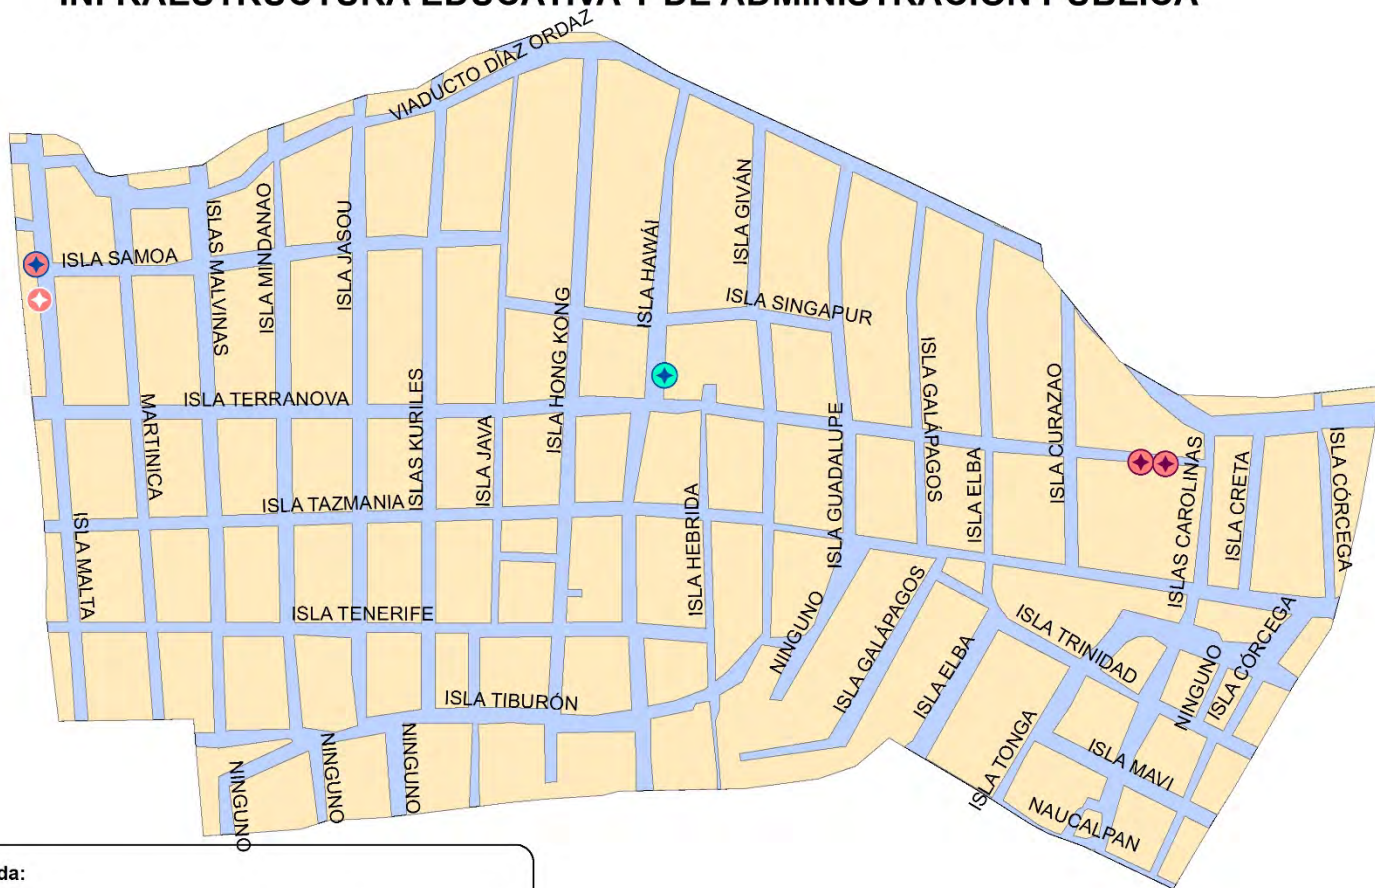 INFRAESTRUCTURA EDUCATIVA Y DE ADMINISTRACIÓN PÚBLICA
VIADUCTO DÍAZ ORDAZ
ISLA SAMOA
ISLAS MALVINAS
ISLA MINDANAO
ISLA JASOU
ISLA HAWÁI
ISLA GIVÁN
ISLA SINGAPUR
ISLA HONG KONG
ISLA TERRANOVA
MARTINICA
ISLAS KURILES
ISLA JAVA
ISLA GUADALUPE
ISLA GALÁPAGOS
ISLA ELBA
ISLA CURAZAO
ISLAS CAROLINAS
ISLA CRETA
ISLA CÓRCEGA
ISLA TAZMANIA
ISLA MALTA
ISLA HEBRIDA
ISLA TENERIFE
NINGUNO
ISLA GALÁPAGOS
ISLA ELBA
ISLA TRINIDAD
NINGUNO
ISLA CÓRCEGA
ISLA TIBURÓN
ISLA TONGA
ISLA MAVI
NAUCALPAN
NINGUNO
NINGUNO
NINGUNO
da: